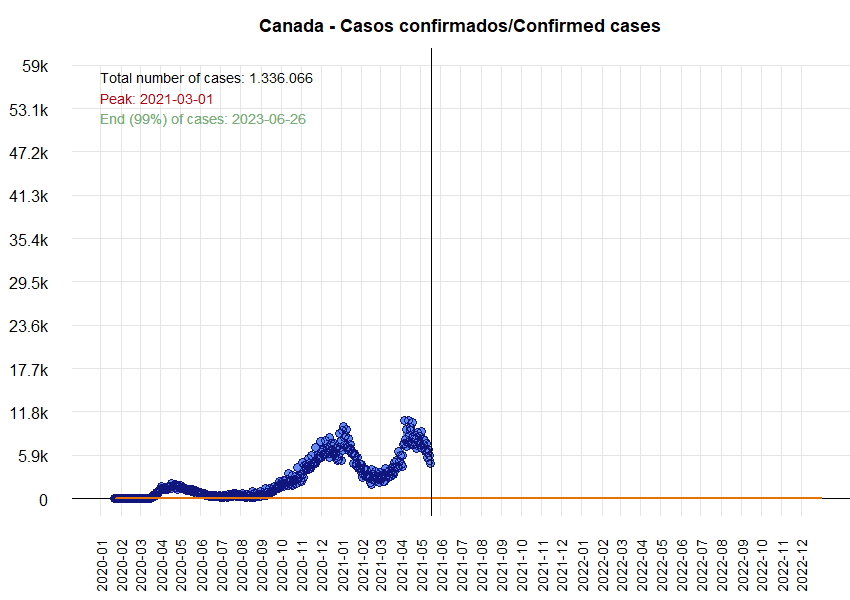 Canada - Casos confirmados/Confirmed cases
Total number of cases: 1.336.066
Peak: 2021-03-01
End (99%) of cases: 2023-06-26
59k
53.1k
47.2k
41.3k
35.4k
29.5k
23.6k
17.7k
11.8k
5.9k
0
2020-01
2020-02
2020-03
2020-04
2020-05
2020-06
2020-07
2020-08
2020-09
2020-10
2020-11
2020-12
2021-01
2021-02
2021-03
2021-04
2021-05
2021-06
2021-07
2021-08
2021-09
2021-10
2021-11
2021-12
2022-01
2022-02
2022-03
2022-04
2022-05
2022-06
2022-07
2022-08
2022-09
2022-10
2022-11
2022-12